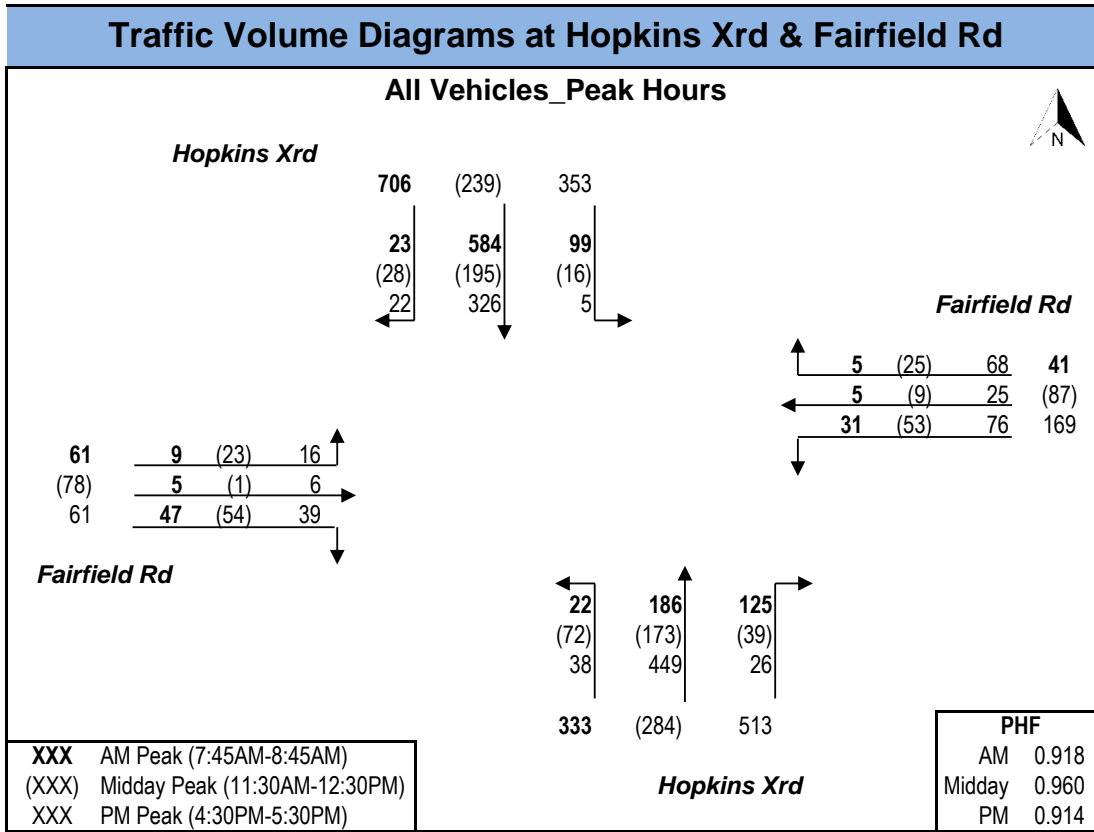 Traffic Volume Diagrams at Hopkins Xrd & Fairfield Rd
All Vehicles_Peak Hours
N
Hopkins Xrd
706 (239) 353
23 584 99
(28) (195) (16)
22 326 5
Fairfield Rd
5 (25) 68 41
5 (9) 25 (87)
31 (53) 76 169
61 9 (23) 16
(78) 5 (1) 6
61 47 (54) 39
Fairfield Rd
22 186 125
(72) (173) (39)
38 449 26
333 (284) 513
Hopkins Xrd
XXX AM Peak (7:45AM-8:45AM)
(XXX) Midday Peak (11:30AM-12:30PM)
XXX PM Peak (4:30PM-5:30PM)
PHF
AM 0.918
Midday 0.960
PM 0.914